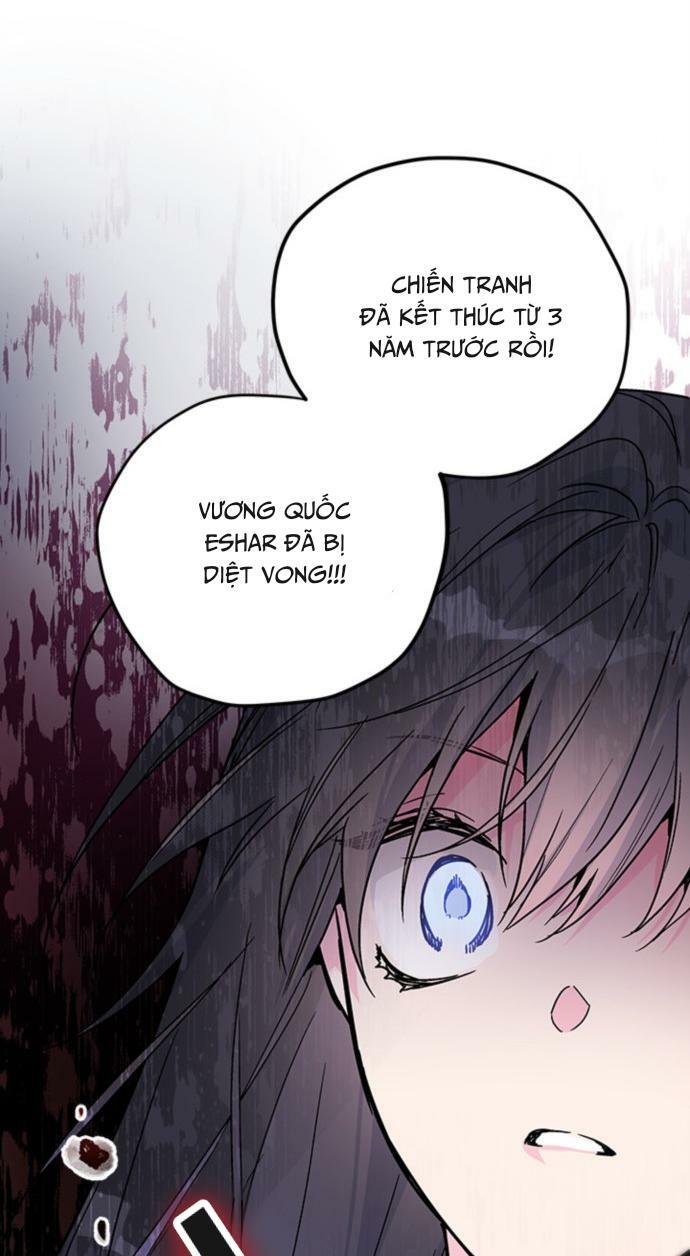 CHIẾN TRANH
ĐÃ KẾT THÚC TỪ 3
NĂM TRƯỚC RỒI!
VƯƠNG QUỐC
ESHAR ĐÃ BỊ
DIỆT VONG!!!